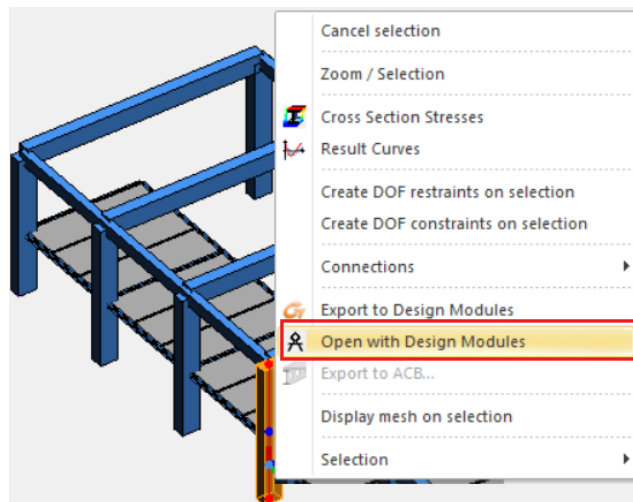 Cancel selection
Zoom / Selection
Cross Section Stresses
Result Curves
Create DOF restraints on selection
Create DOF constraints on selection
Connections
Export to Design Modules
Open with Design Modules
Export to ACB...
Display mesh on selection
Selection